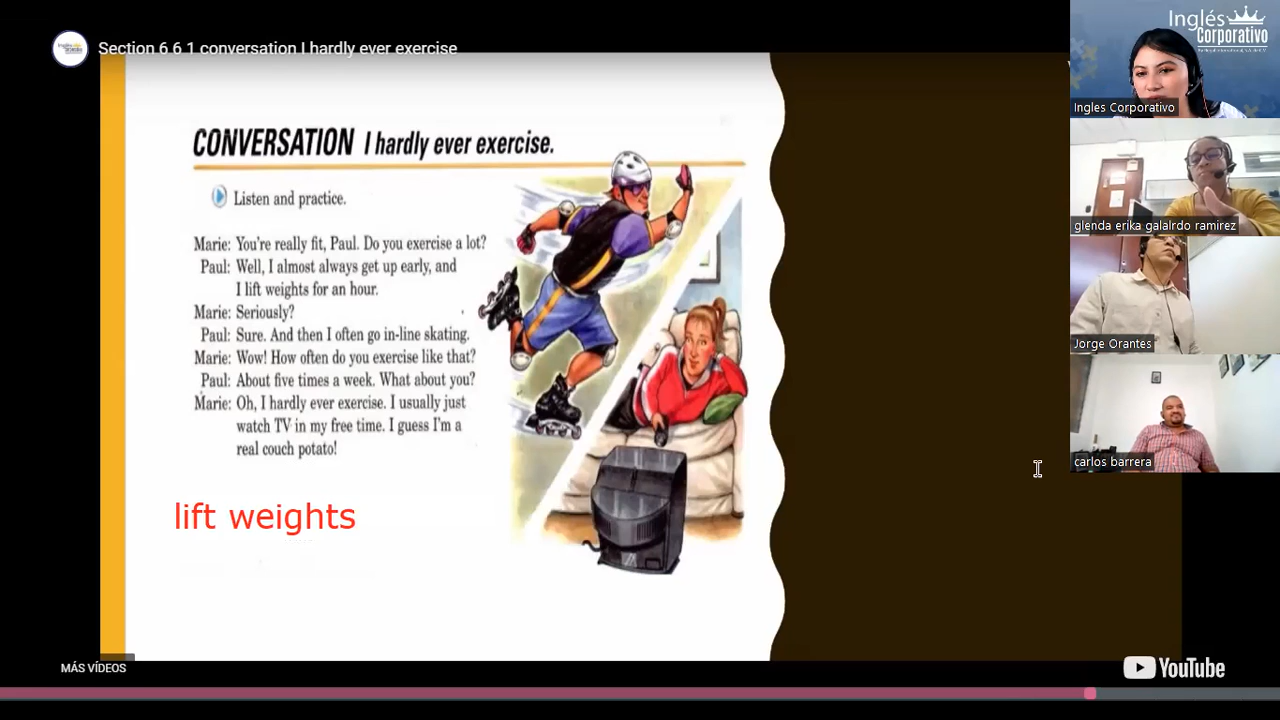 Section 6 6 1 conversation I hardly ever exercise
CONVERSATION I hardly ever exercise.
Listen and practice.
Marie: You're really fit, Paul. Do you exercise a lot?
Paul: Well, I almost always get up early, and
I lift weights for an hour.
Marie: Seriously?
Paul: Sure. And then I often go in-line skating.
Marie: Wow! How often do you exercise like that?
Paul: About five times a week. What about you?
Marie: Oh, I hardly ever exercise. I usually just
watch TV in my free time. I guess I'm a
real couch potato!
lift weights
MÁS VÍDEOS
YouTube
Inglés
Corporativo
Ingles Corporativo
glenda erika galalrdo ramirez
Jorge Orantes
carlos barrera